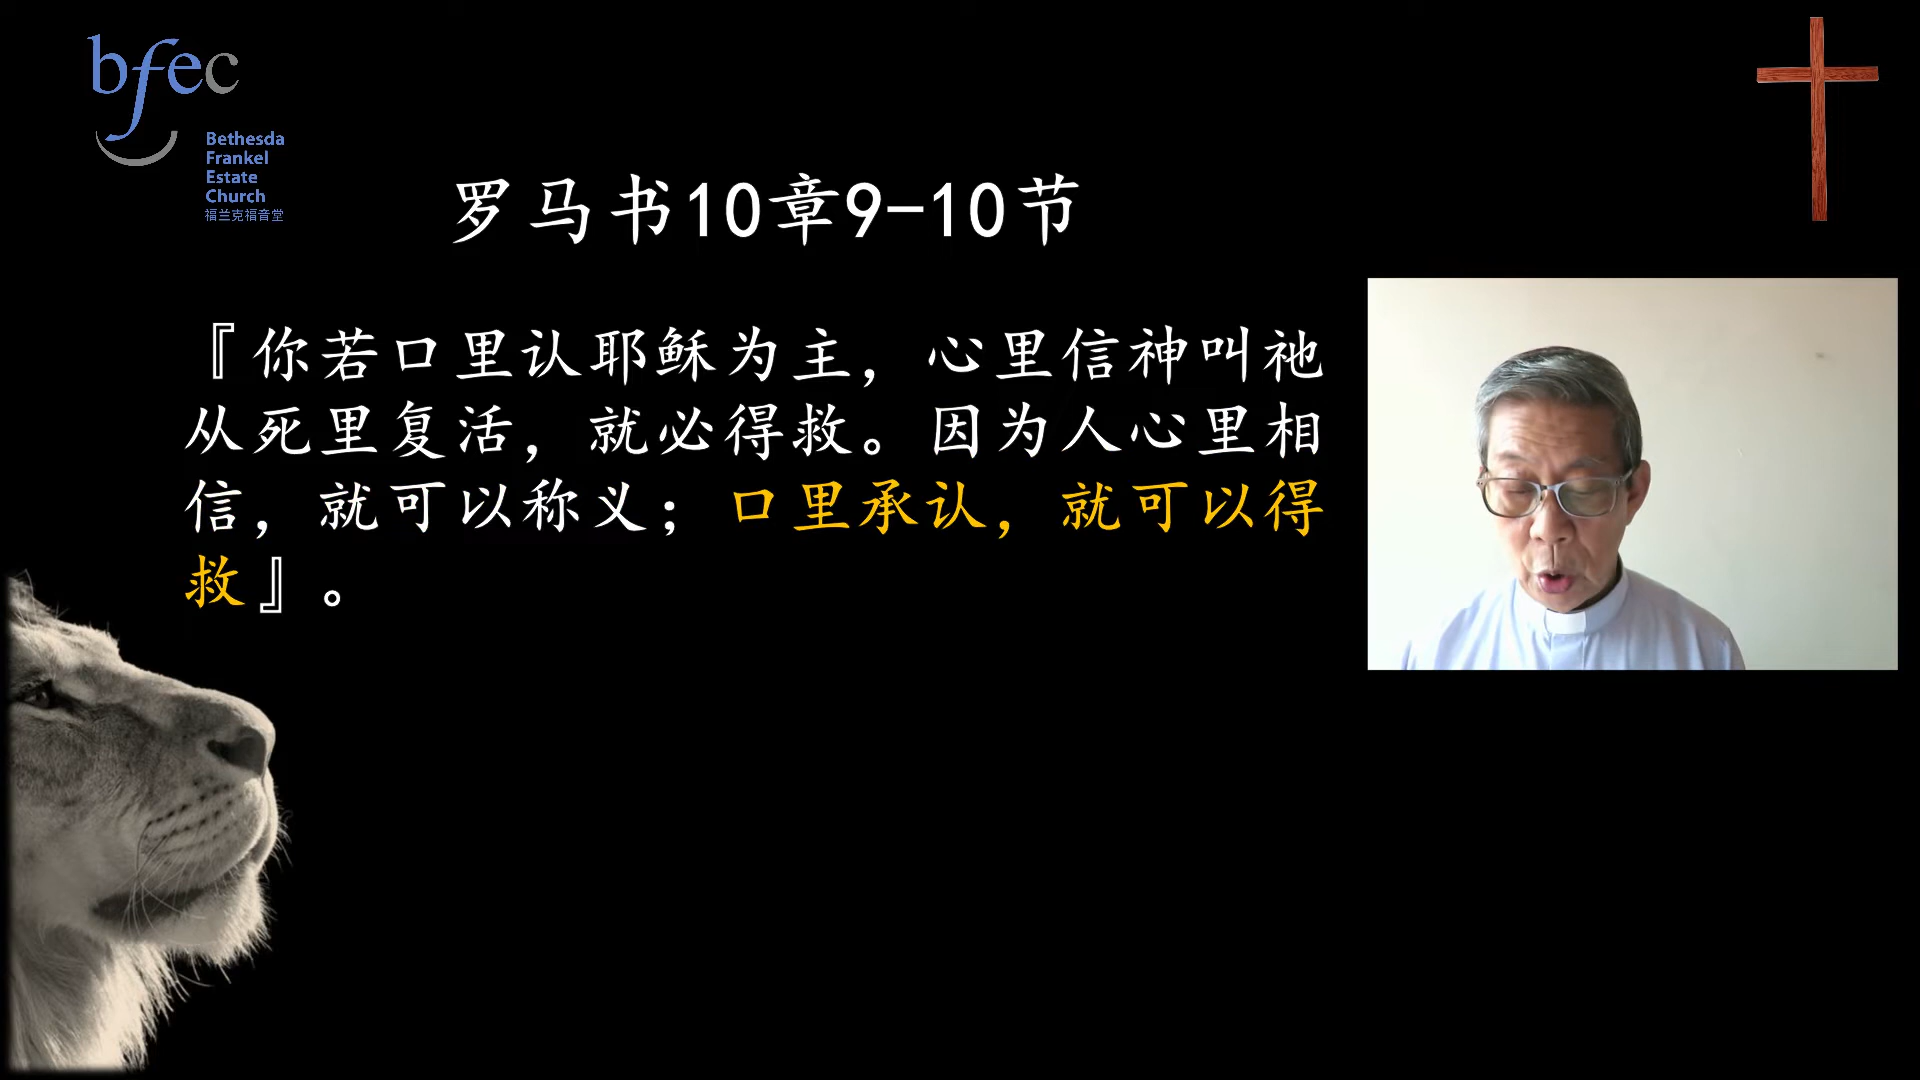 bfec
Bethesda
Frankel
Estate
Church
福兰克福音堂
罗马书10章9-10节
『你若口里认耶稣为主，心里信神叫祂
从死里复活，就必得救。因为人心里相
信，就可以称义；口里承认，就可以得
救』。